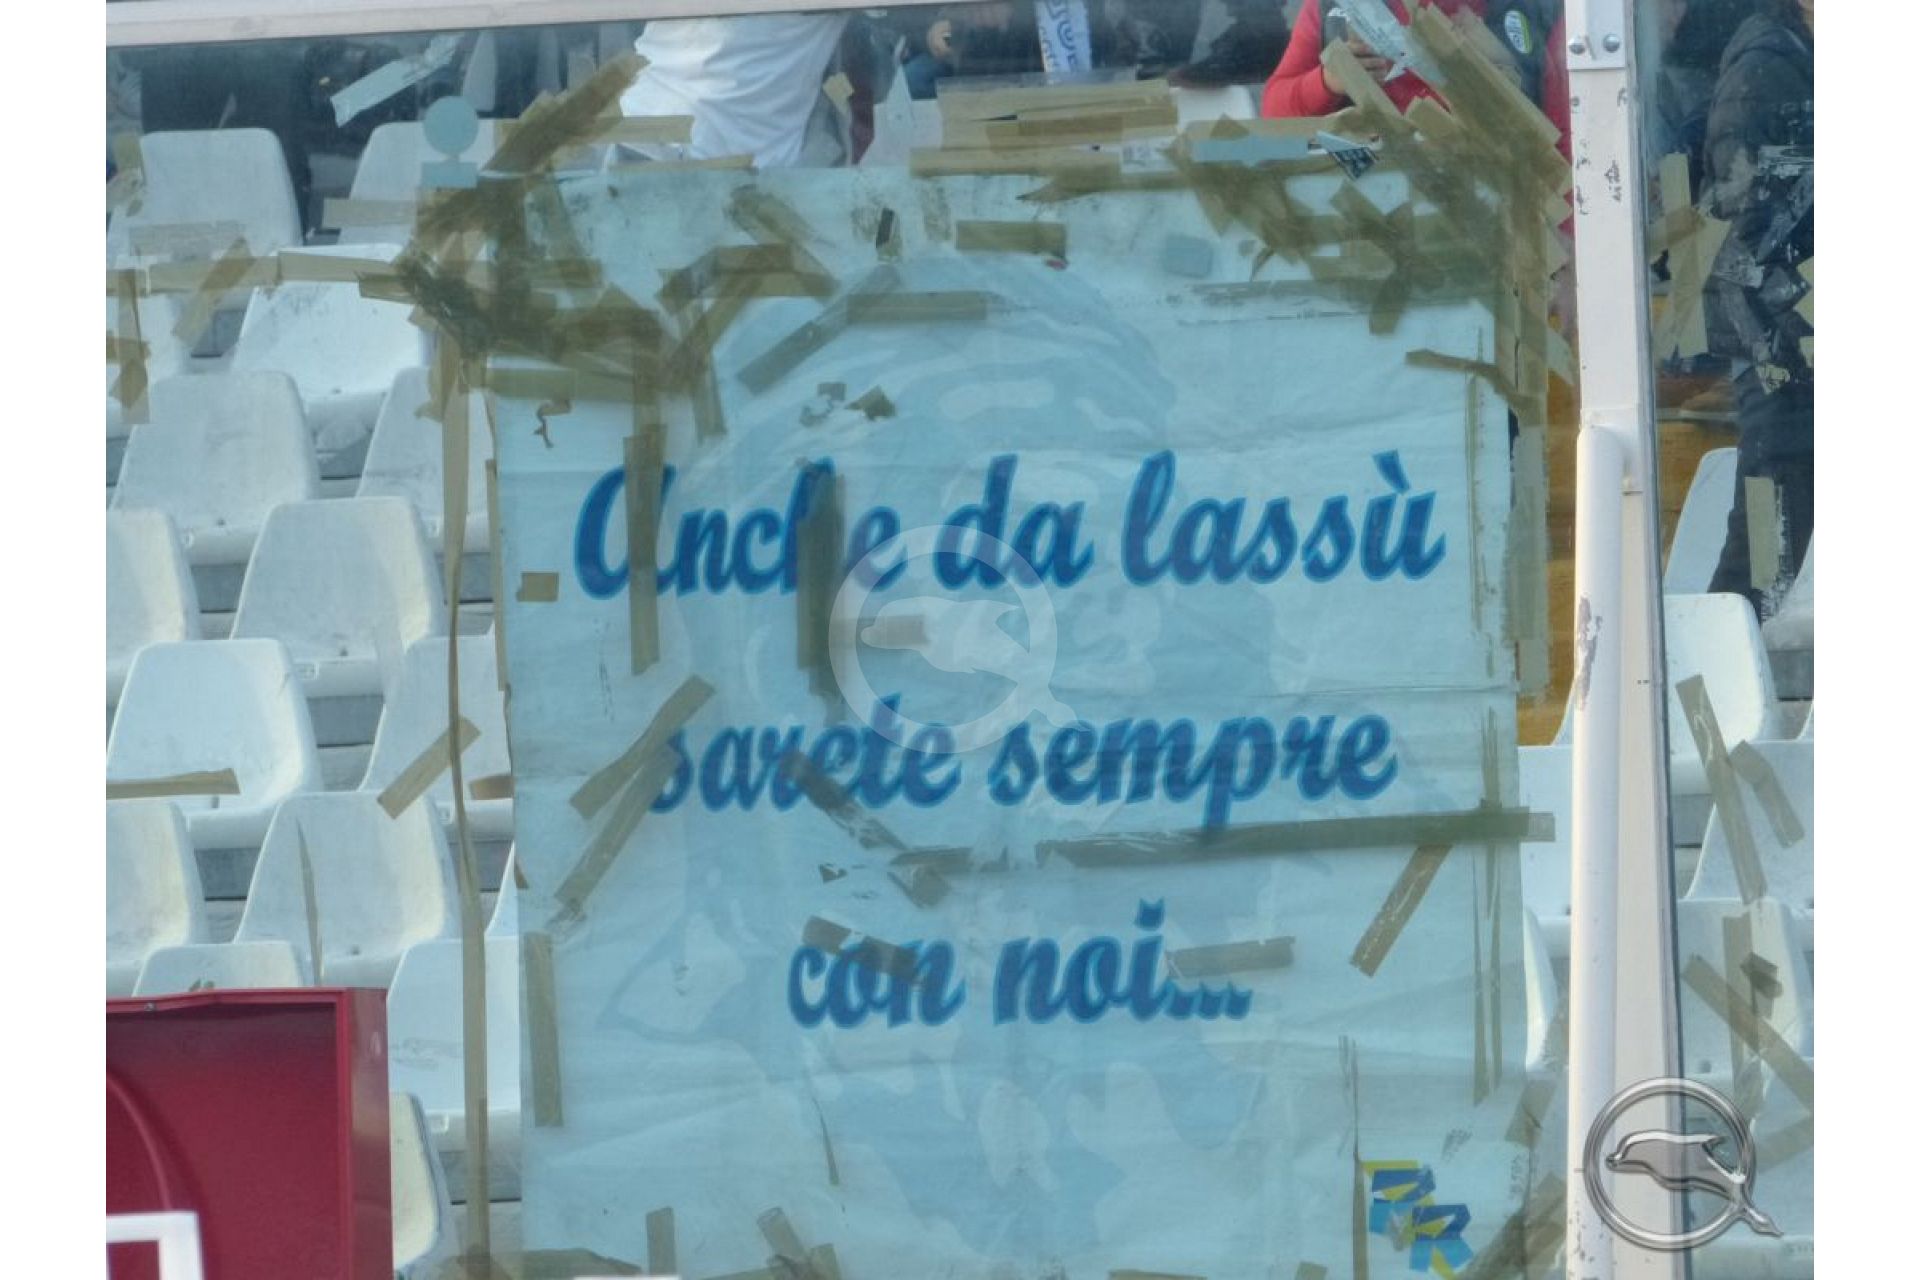 Anche da lassù
sarete sempre
con noi...